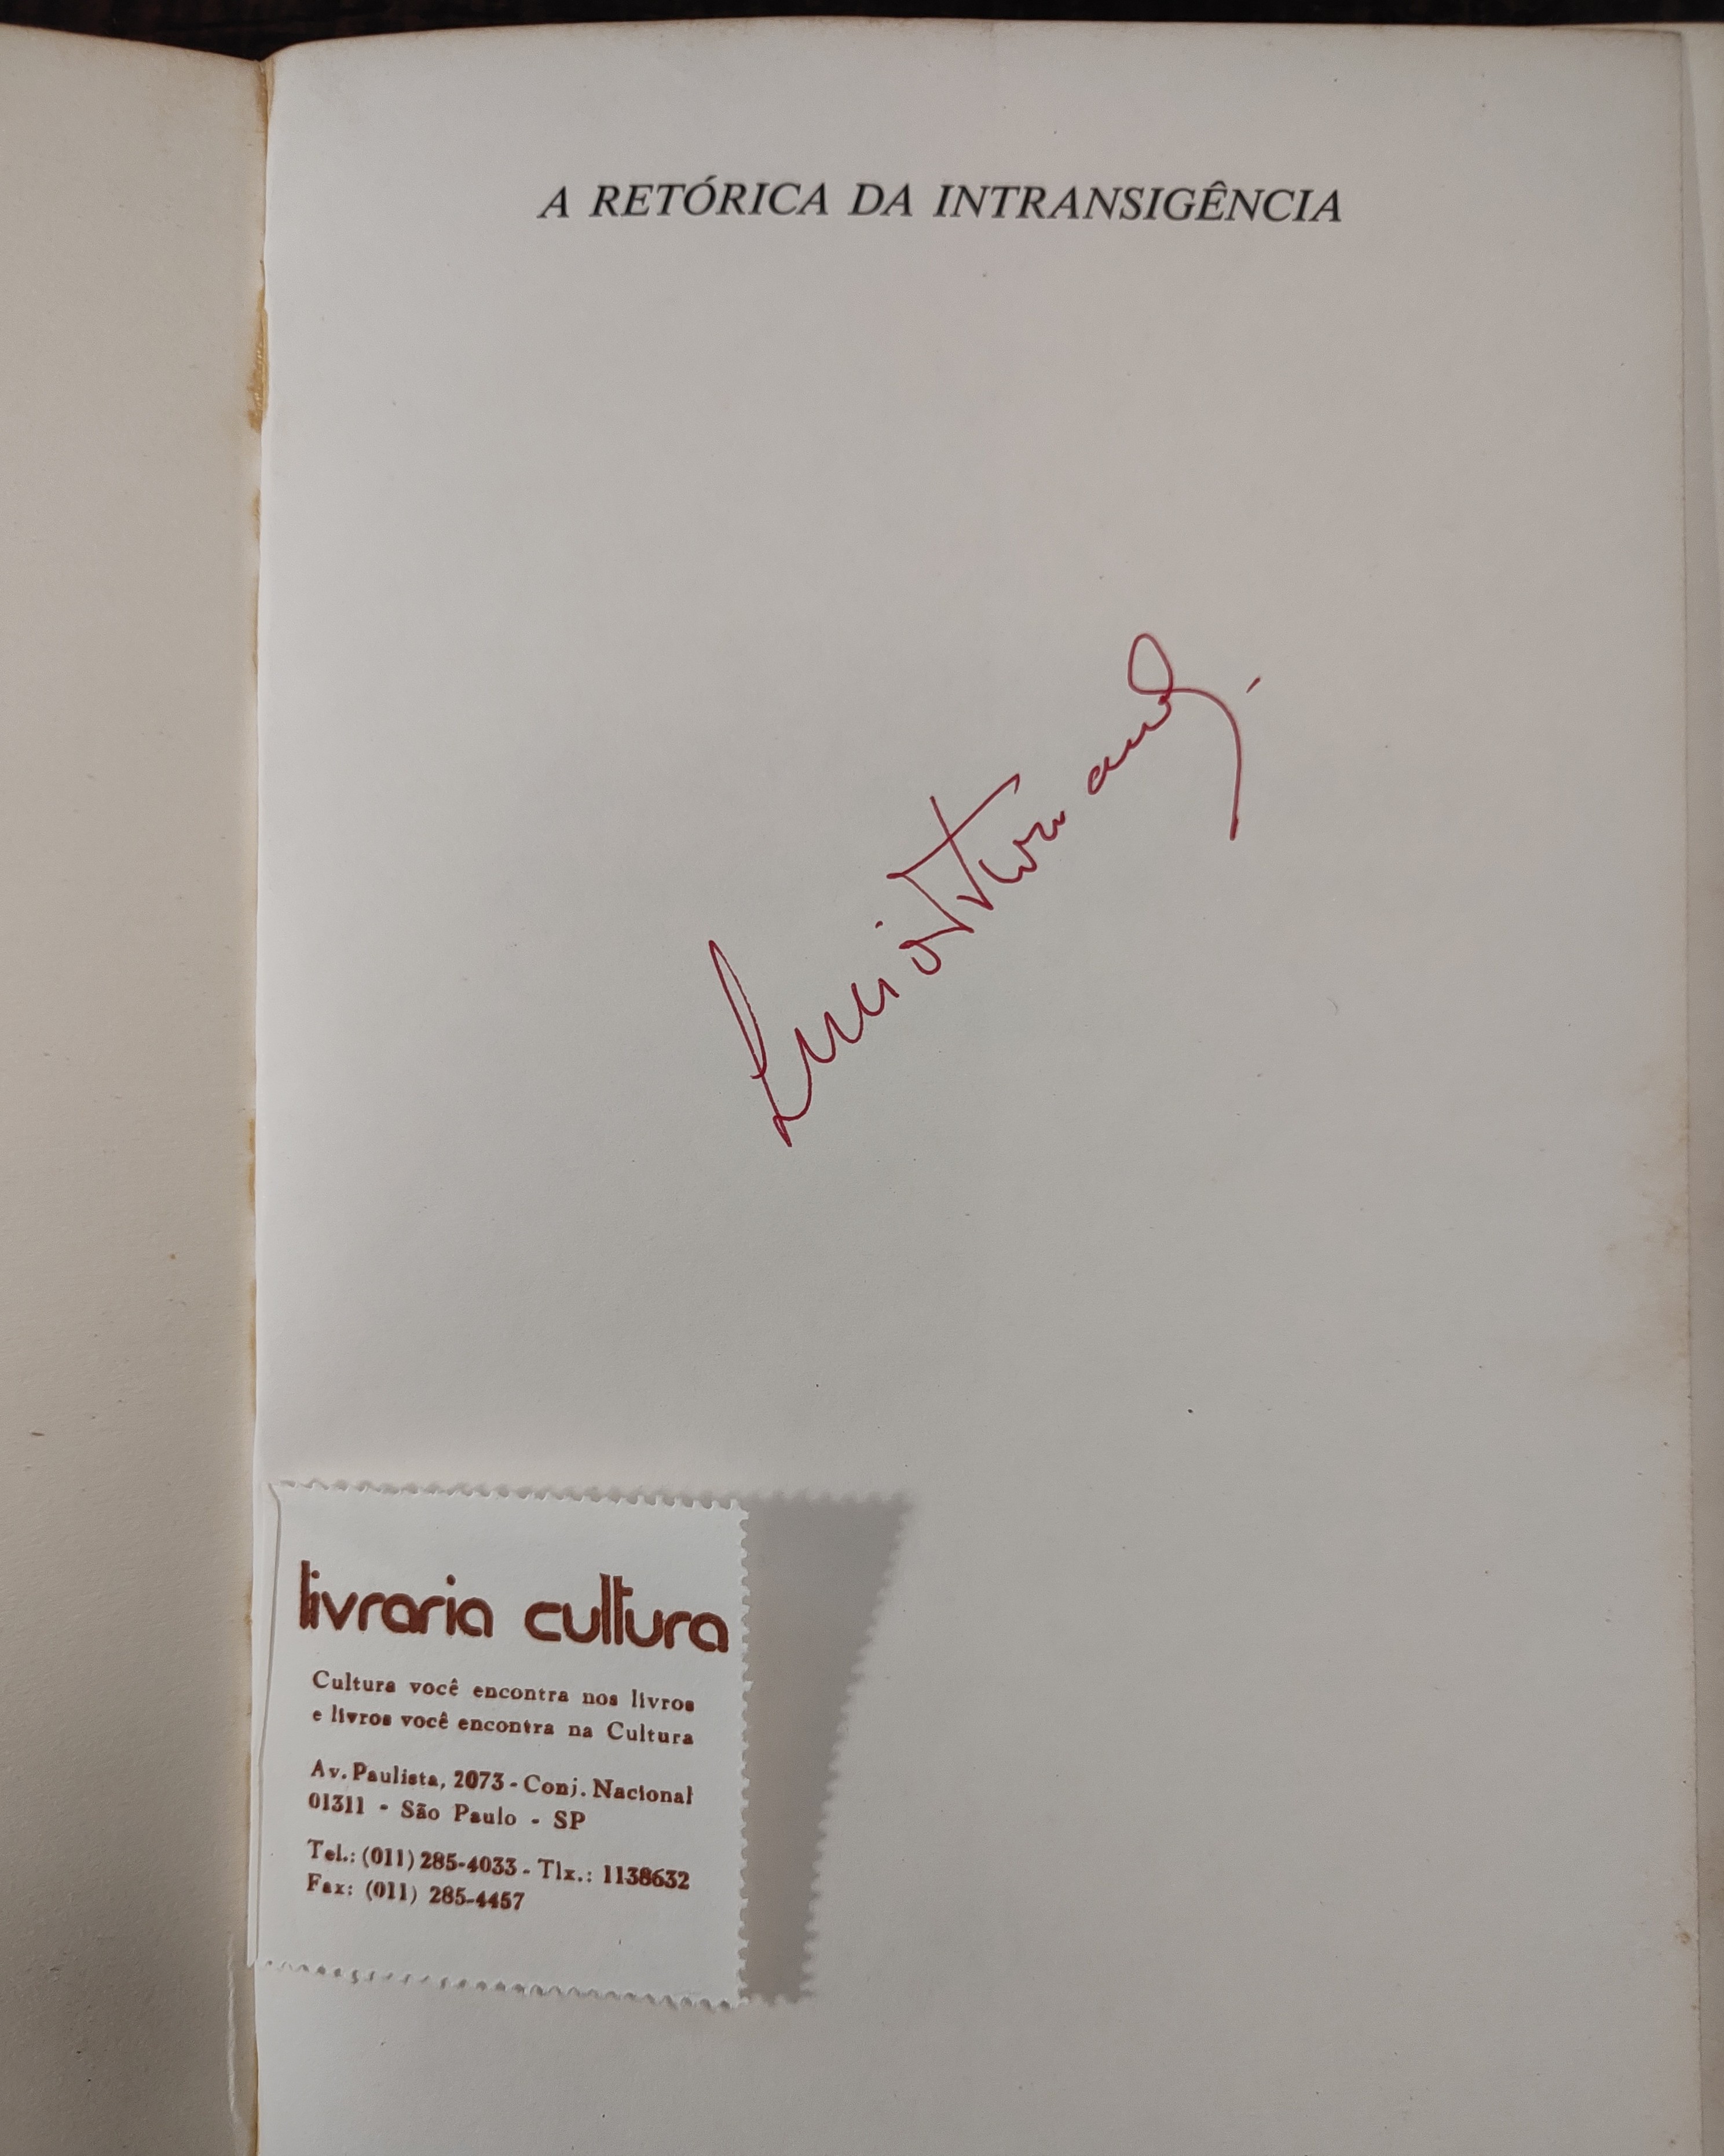 A RETÓRICA DA INTRANSIGÊNCIA
livraria cultura
Cultura você encontra nos livros
e livros você encontra na Cultura
Av. Paulista, 2073 - Conj. Nacional
01311 - São Paulo - SP
Tel.: (011) 285-4033 - Tlx.: 1138632
Fax: (011) 285-4457